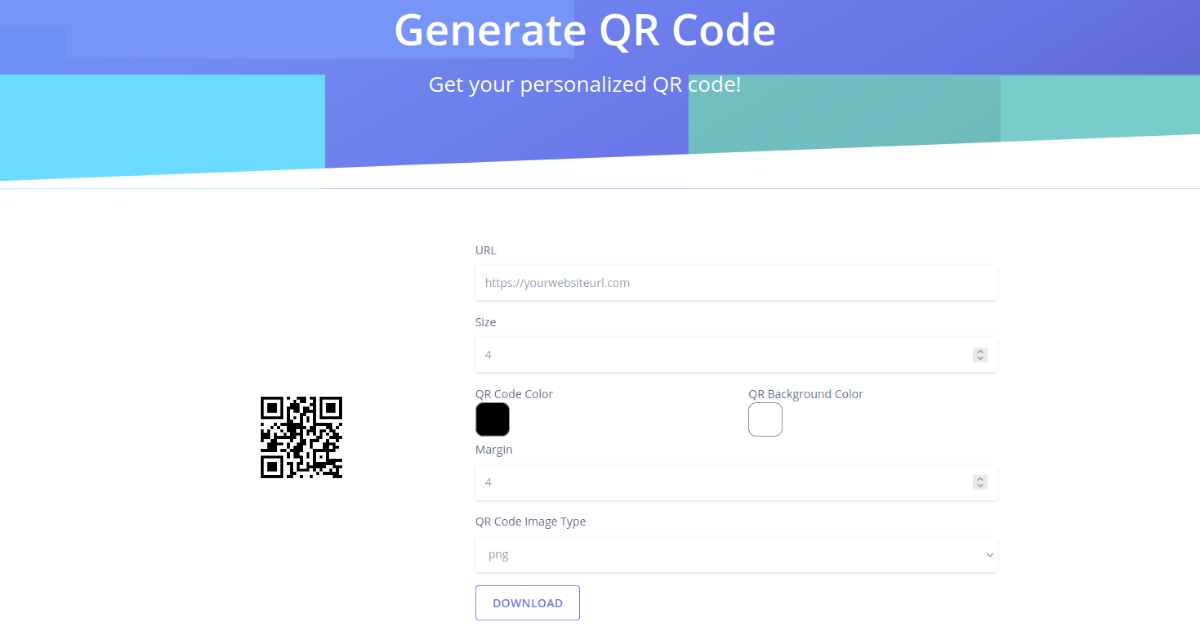 Generate QR Code
Get your personalized QR code!
URL
https://yourwebsiteurl.com
Size
4
QR Code Color
QR Background Color
Margin
4
QR Code Image Type
png
DOWNLOAD